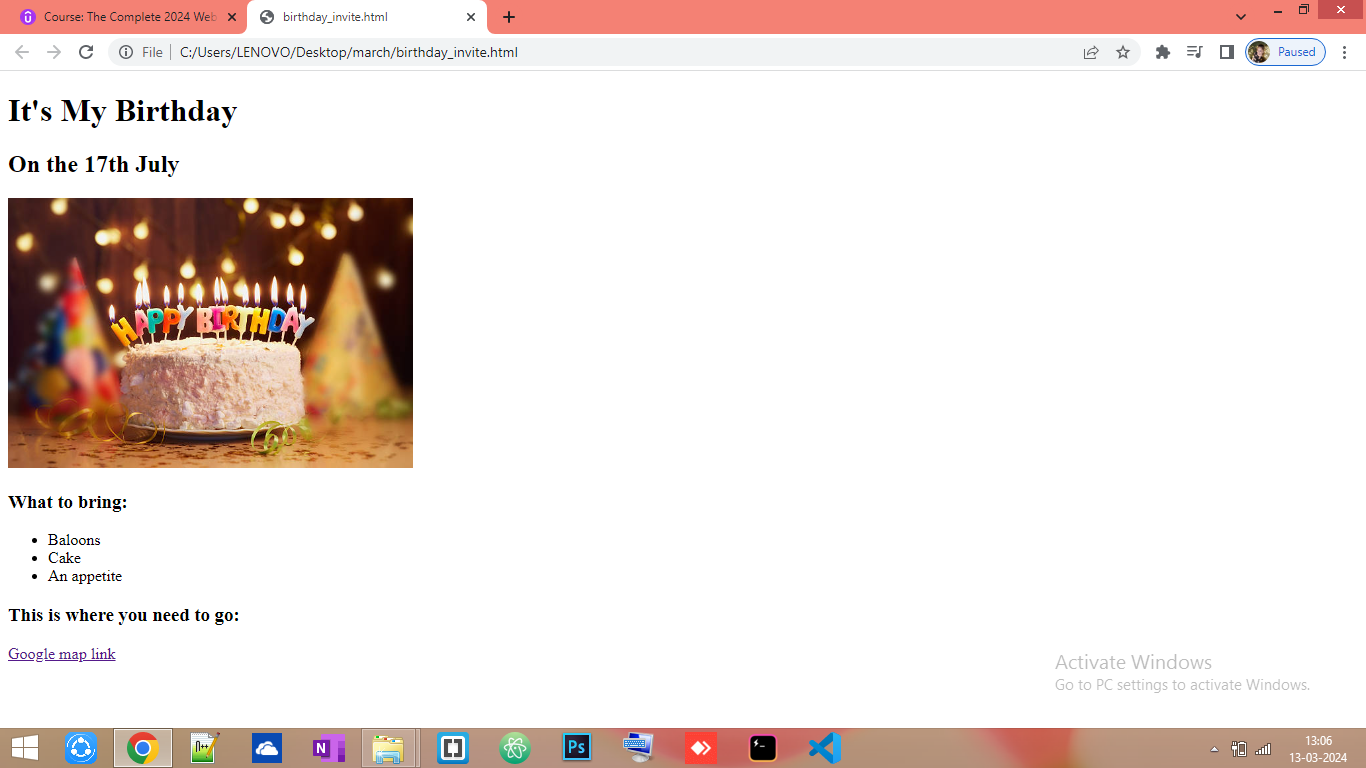 Course: The Complete 2024 Web
birthday_invite.html
File
C:/Users/LENOVO/Desktop/march/birthday_invite.html
Paused
It's My Birthday
On the 17th July
HAPPY BIRTHDAY
What to bring:
Baloons
Cake
An appetite
This is where you need to go:
Google map link
Activate Windows
Go to PC settings to activate Windows.
N
Ps
13:06
13-03-2024